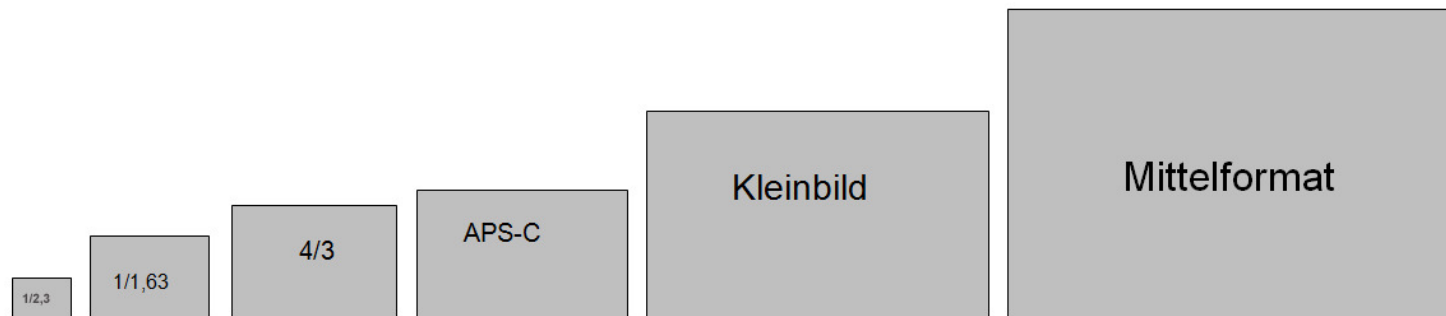 1/2,3
1/1,63
4/3
APS-C
Kleinbild
Mittelformat